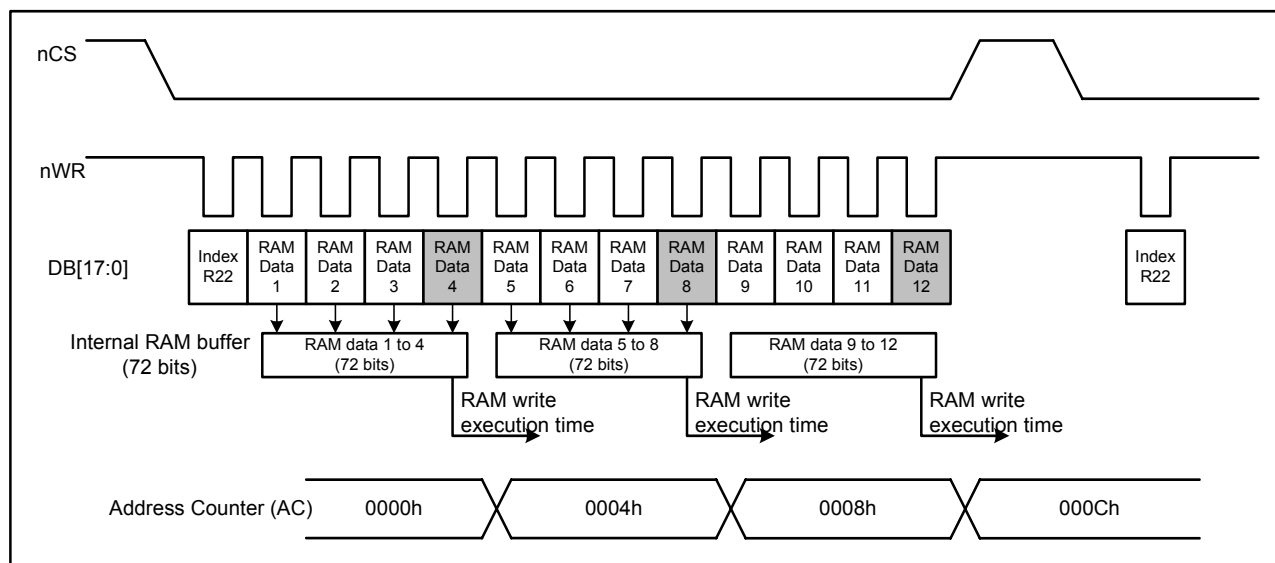 nCS
nWR
DB[17:0]
Index
R22
RAM
Data
1
RAM
Data
2
RAM
Data
3
RAM
Data
4
RAM
Data
5
RAM
Data
6
RAM
Data
7
RAM
Data
8
RAM
Data
9
RAM
Data
10
RAM
Data
11
RAM
Data
12
Index
R22
Internal RAM buffer
(72 bits)
RAM data 1 to 4
(72 bits)
RAM data 5 to 8
(72 bits)
RAM data 9 to 12
(72 bits)
RAM write
execution time
RAM write
execution time
RAM write
execution time
Address Counter (AC)
0000h
0004h
0008h
000Ch